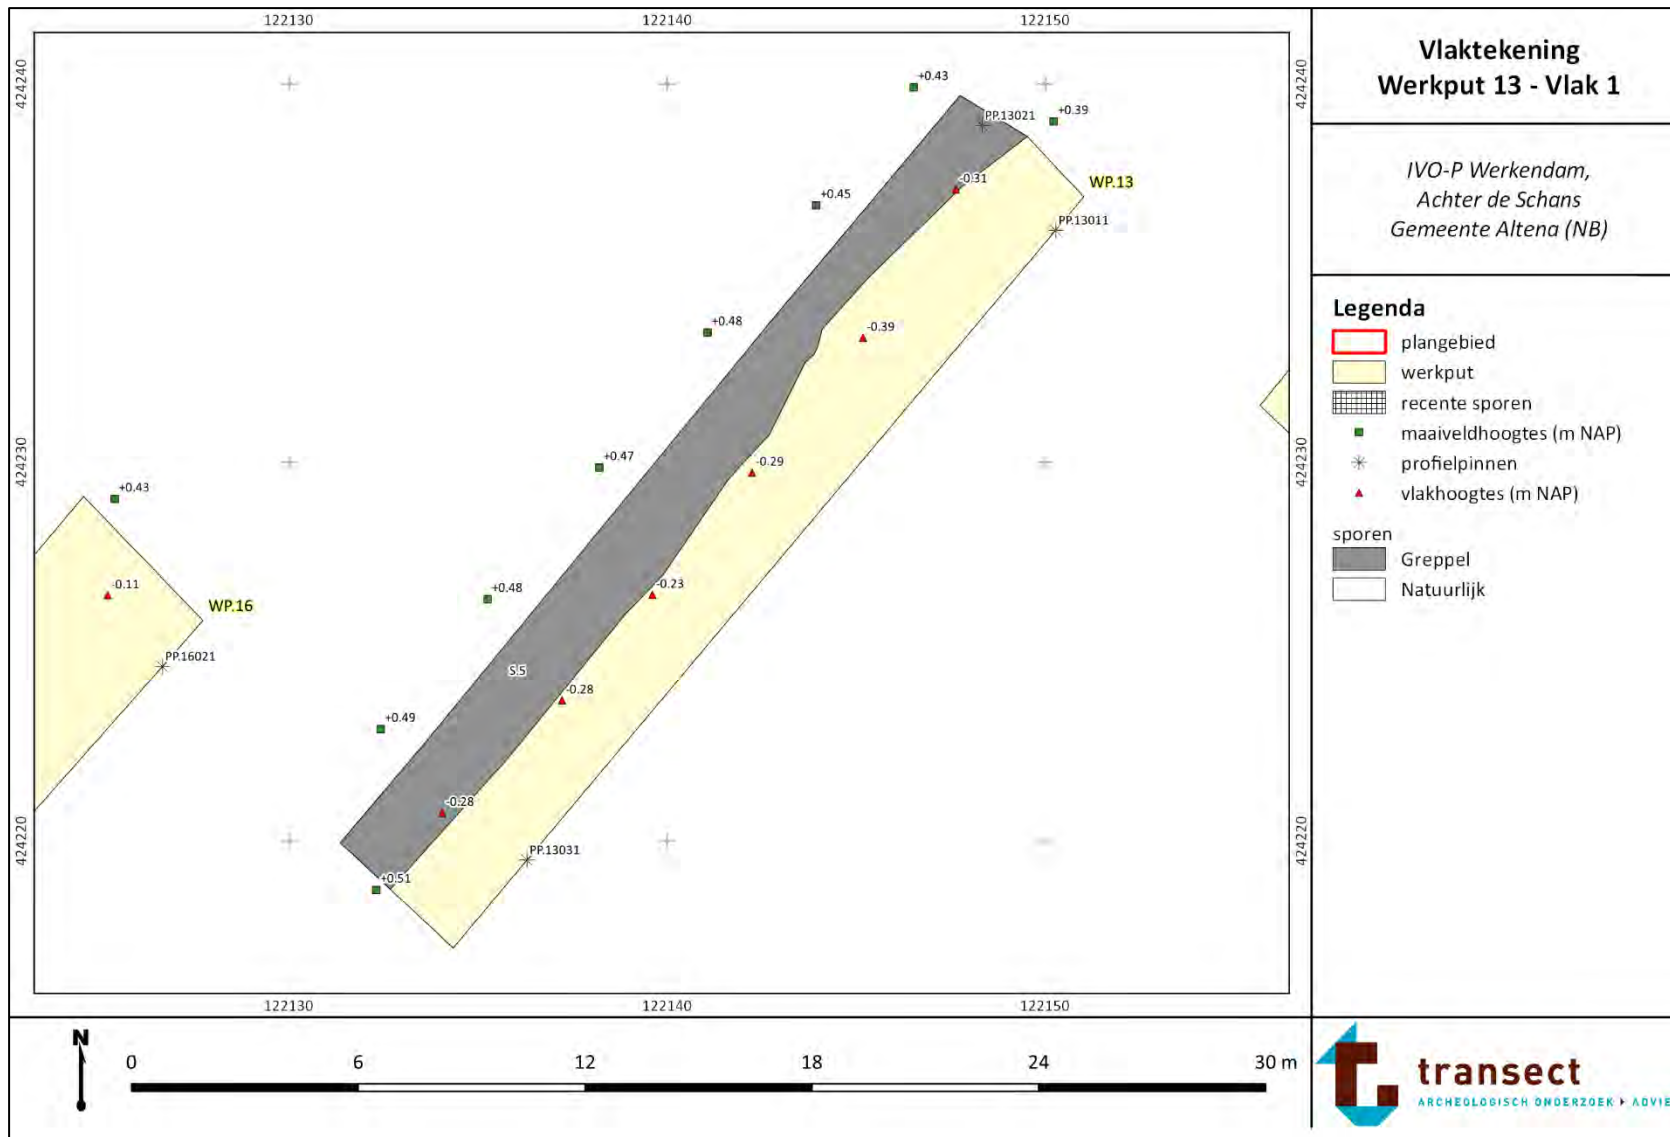 122130
122140
122150
424240
424240
+0.43
+0.39
PP.13021
-0.31
WP.13
+0.45
PP.13011
+0.48
-0.39
424230
424230
+0.47
-0.29
+0.43
-0.11
+0.48
-0.23
WP.16
PP.16021
S.5
-0.28
+0.49
-0.28
424220
424220
PP.13031
+0.51
122130
122140
122150
Vlaktekening
Werkput 13 - Vlak 1
IVO-P Werkendam,
Achter de Schans
Gemeente Altena (NB)
Legenda
plangebied
werkput
recente sporen
maaiveldhoogtes (m NAP)
profielpinnen
vlakhoogtes (m NAP)
sporen
Greppel
Natuurlijk
N
0 6 12 18 24 30 m
transect
ARCHEOLOGISCH ONDERZOEK ADVIE